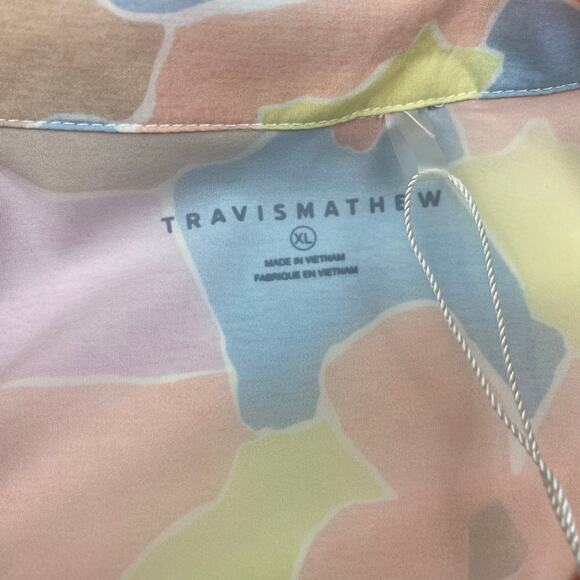 TRAVISMATHEW
XL
MADE IN VIETNAM
FABRIQUE EN VIETNAM